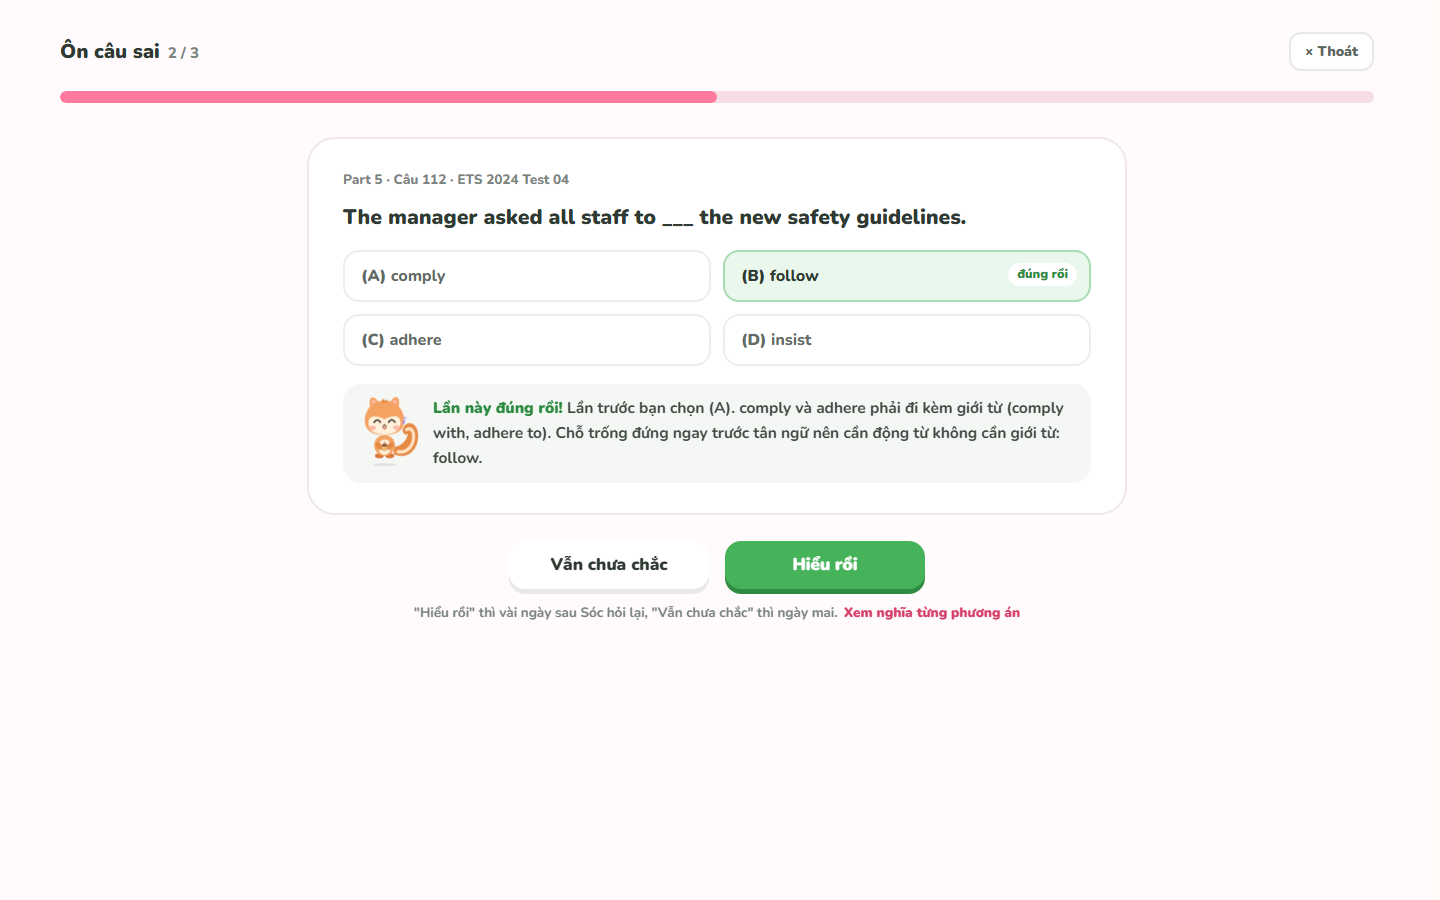 Ôn câu sai 2 / 3
× Thoát
Part 5 · Câu 112 · ETS 2024 Test 04
The manager asked all staff to ___ the new safety guidelines.
(A) comply
(B) follow
đúng rồi
(C) adhere
(D) insist
Lần này đúng rồi! Lần trước bạn chọn (A). comply và adhere phải đi kèm giới từ (comply
with, adhere to). Chỗ trống đứng ngay trước tân ngữ nên cần động từ không cần giới từ:
follow.
Vẫn chưa chắc
Hiểu rồi
"Hiểu rồi" thì vài ngày sau Sóc hỏi lại, "Vẫn chưa chắc" thì ngày mai. Xem nghĩa từng phương án